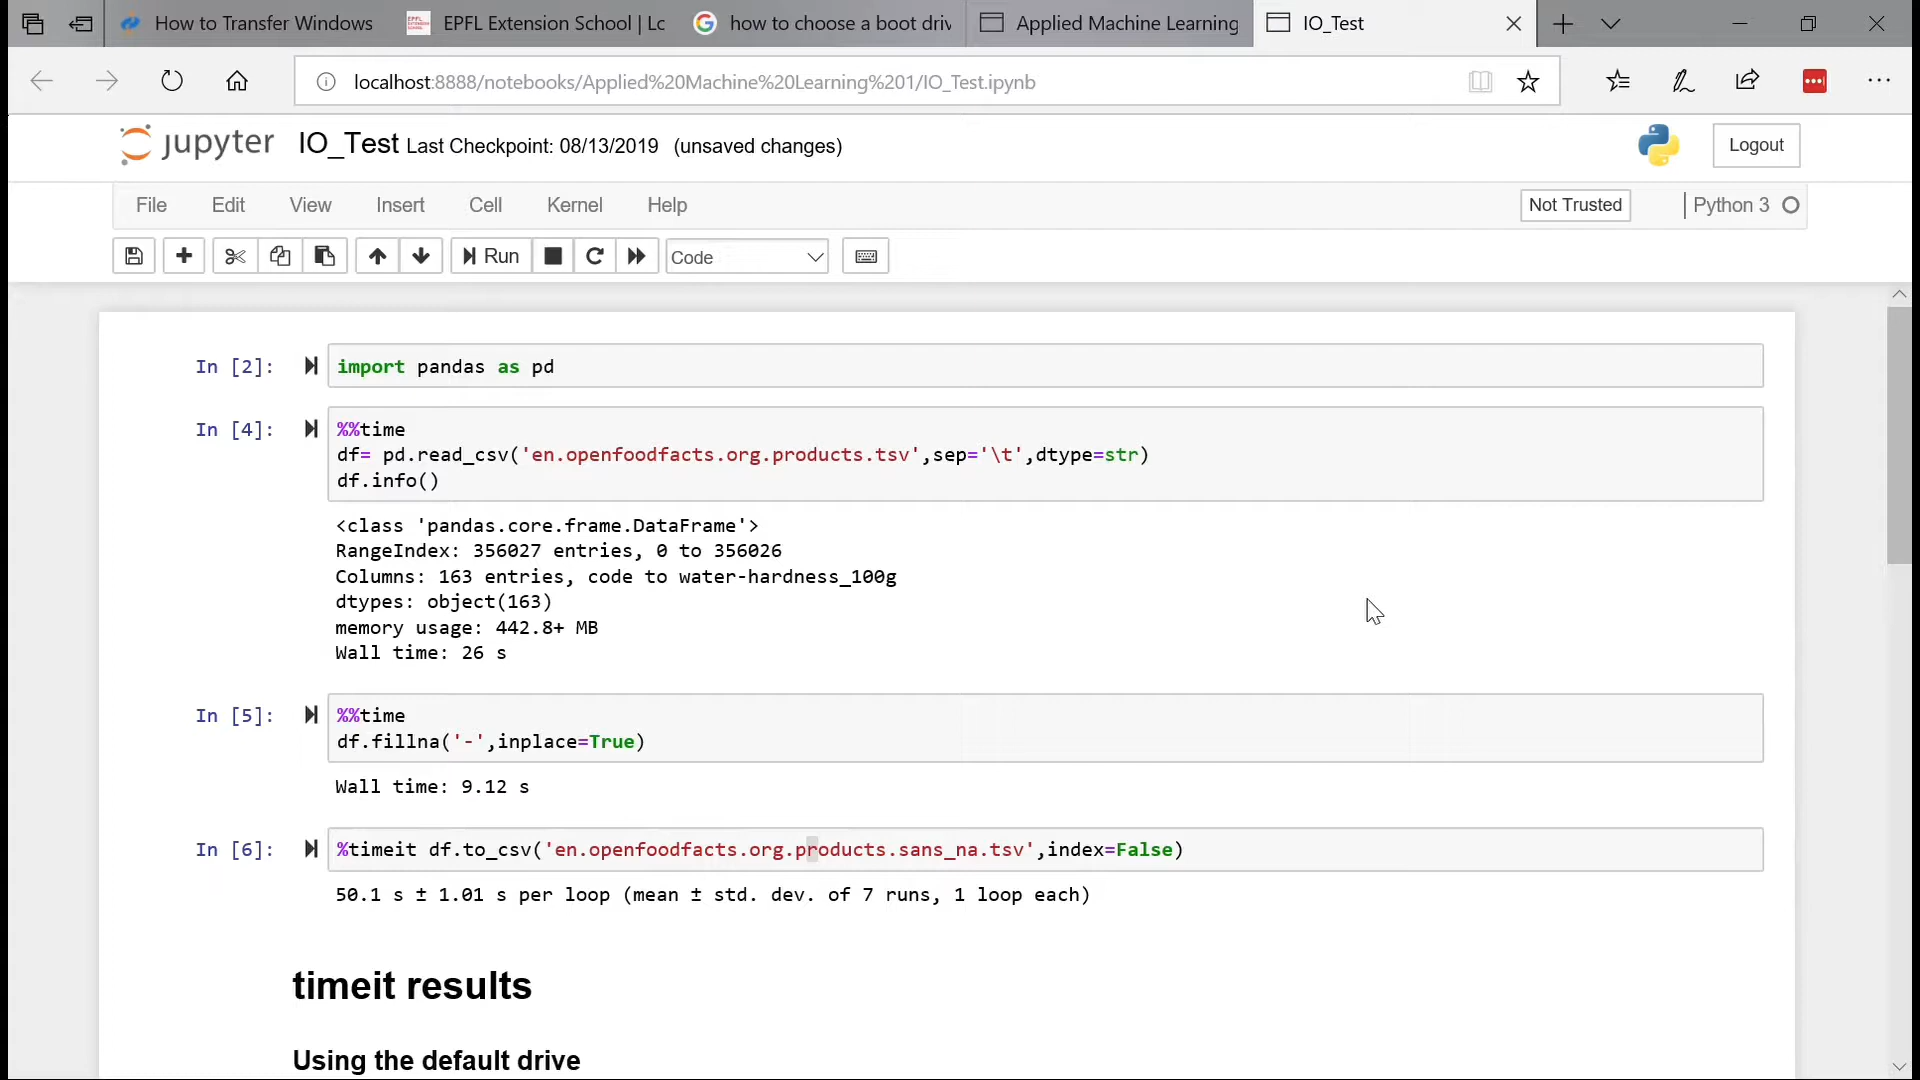 How to Transfer Windows
EPFL Extension School | Lc
how to choose a boot driv
Applied Machine Learning
IO_Test
localhost:8888/notebooks/Applied%20Machine%20Learning%201/IO_Test.ipynb
jupyter IO_Test Last Checkpoint: 08/13/2019 (unsaved changes)
Logout
File Edit View Insert Cell Kernel Help
Not Trusted
Python 3
Run
Code
In [2]: import pandas as pd
In [4]: %%time
df= pd.read_csv('en.openfoodfacts.org.products.tsv',sep='\t',dtype=str)
df.info()
<class 'pandas.core.frame.DataFrame'>
RangeIndex: 356027 entries, 0 to 356026
Columns: 163 entries, code to water-hardness_100g
dtypes: object(163)
memory usage: 442.8+ MB
Wall time: 26 s
In [5]: %%time
df.fillna('-',inplace=True)
Wall time: 9.12 s
In [6]: %timeit df.to_csv('en.openfoodfacts.org.products.sans_na.tsv',index=False)
50.1 s ± 1.01 s per loop (mean ± std. dev. of 7 runs, 1 loop each)
timeit results
Using the default drive